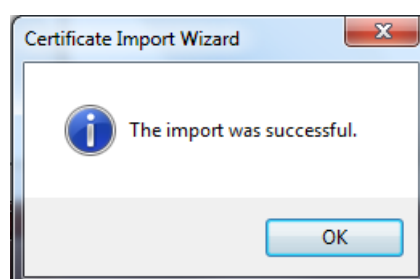 Certificate Import Wizard
The import was successful.
OK